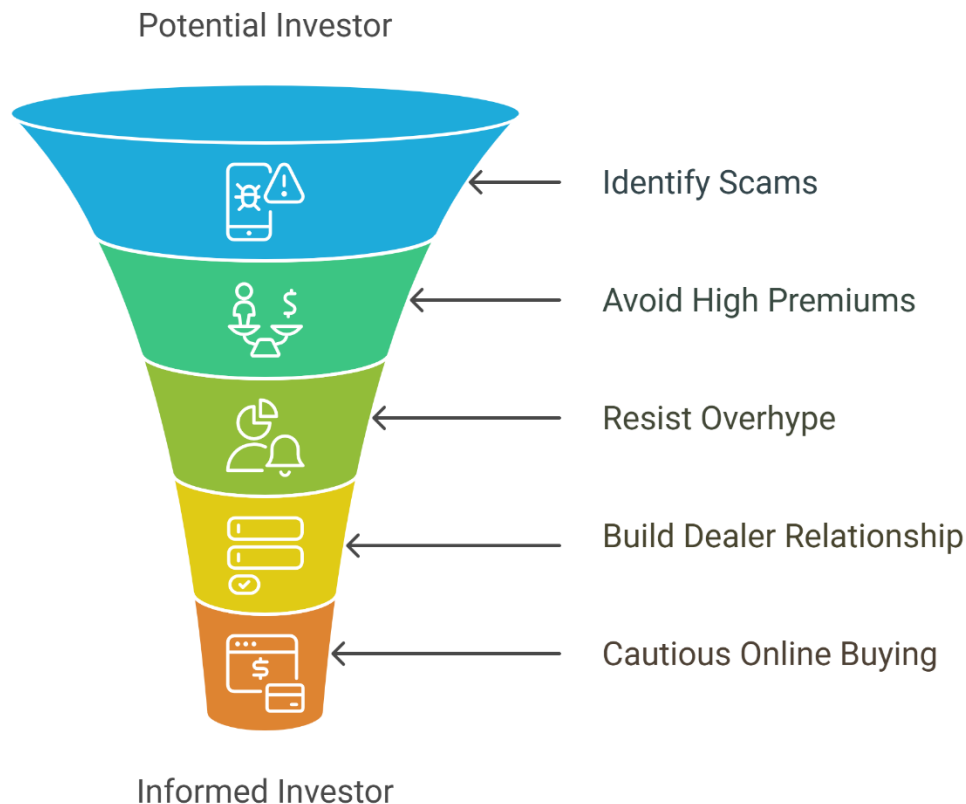 Potential Investor
Identify Scams
Avoid High Premiums
$
Resist Overhype
Build Dealer Relationship
Cautious Online Buying
$
Informed Investor